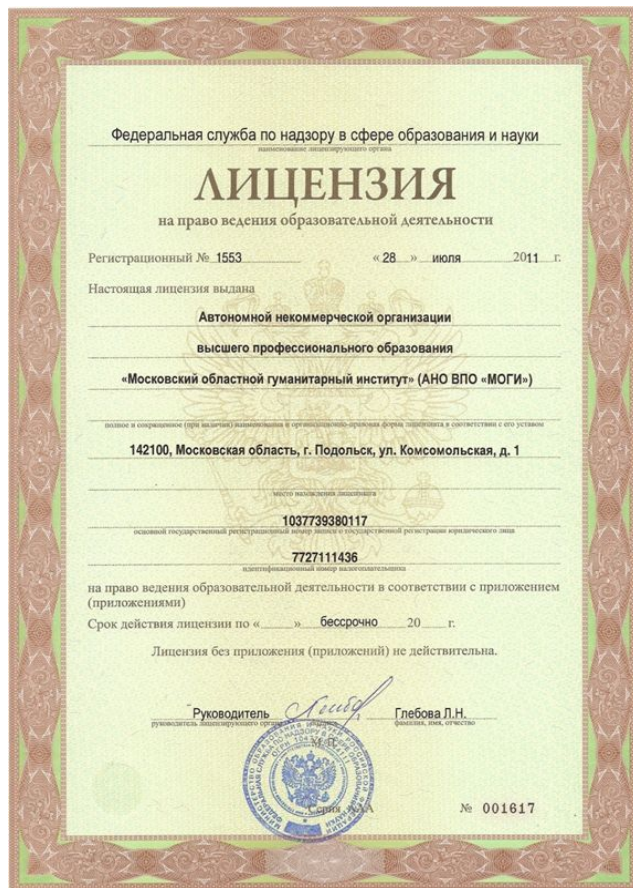 Федеральная служба по надзору в сфере образования и науки
наименование лицензирующего органа
ЛИЦЕНЗИЯ
на право ведения образовательной деятельности
Регистрационный № 1553 « 28 » июля 2011 г.
Настоящая лицензия выдана
Автономной некоммерческой организации
высшего профессионального образования
«Московский областной гуманитарный институт» (АНО ВПО «МОГИ»)
полное и сокращенное (при наличии) наименования и организационно-правовая форма лицензиата в соответствии с его уставом
142100, Московская область, г. Подольск, ул. Комсомольская, д. 1
место нахождения лицензиата
1037739380117
основной государственный регистрационный номер записи о государственной регистрации юридического лица
7727111436
идентификационный номер налогоплательщика
на право ведения образовательной деятельности в соответствии с приложением
(приложениями)
Срок действия лицензии по « » бессрочно 20 г.
Лицензия без приложения (приложений) не действительна.
Руководитель Глебова Л.Н.
руководитель лицензирующего органа фамилия, имя, отчество
М.П.
Серия ААА № 001617